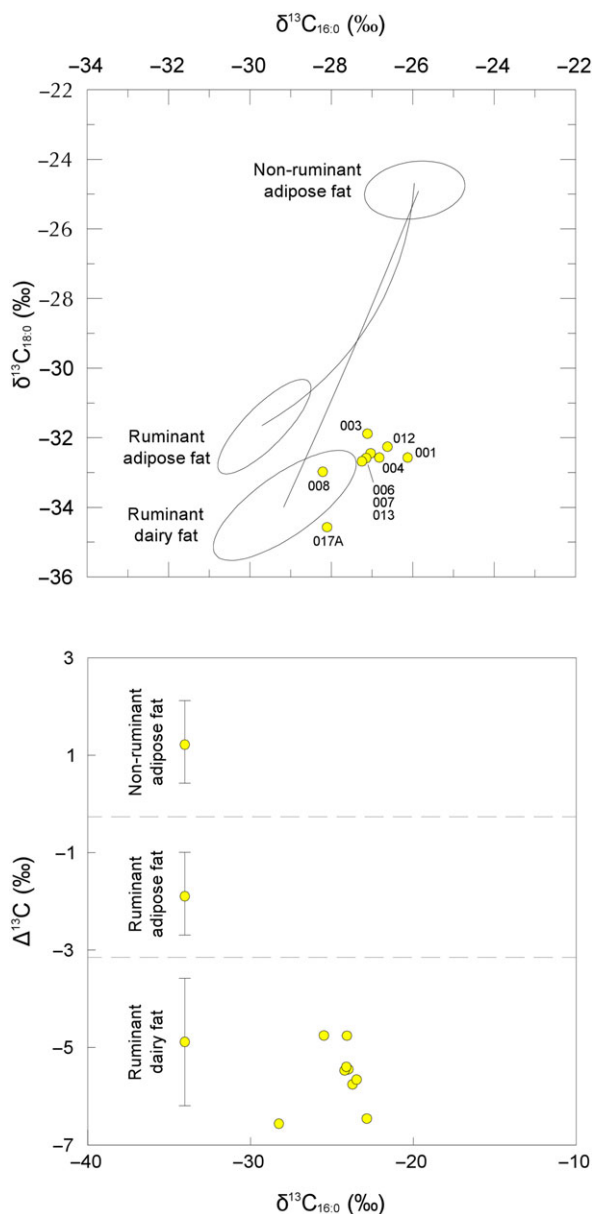 δ¹³C₁₆:₀ (‰)
–34 –32 –30 –28 –26 –24 –22
–22
–24
–26
–28
–30
–32
–34
–36
δ¹³C₁₈:₀ (‰)
Non-ruminant
adipose fat
Ruminant
adipose fat
Ruminant
dairy fat
003
012
004
001
008
006
007
013
017A
3
1
–1
–3
–5
–7
Δ¹³C (‰)
Non-ruminant
adipose fat
Ruminant
adipose fat
Ruminant
dairy fat
–40 –30 –20 –10
δ¹³C₁₆:₀ (‰)